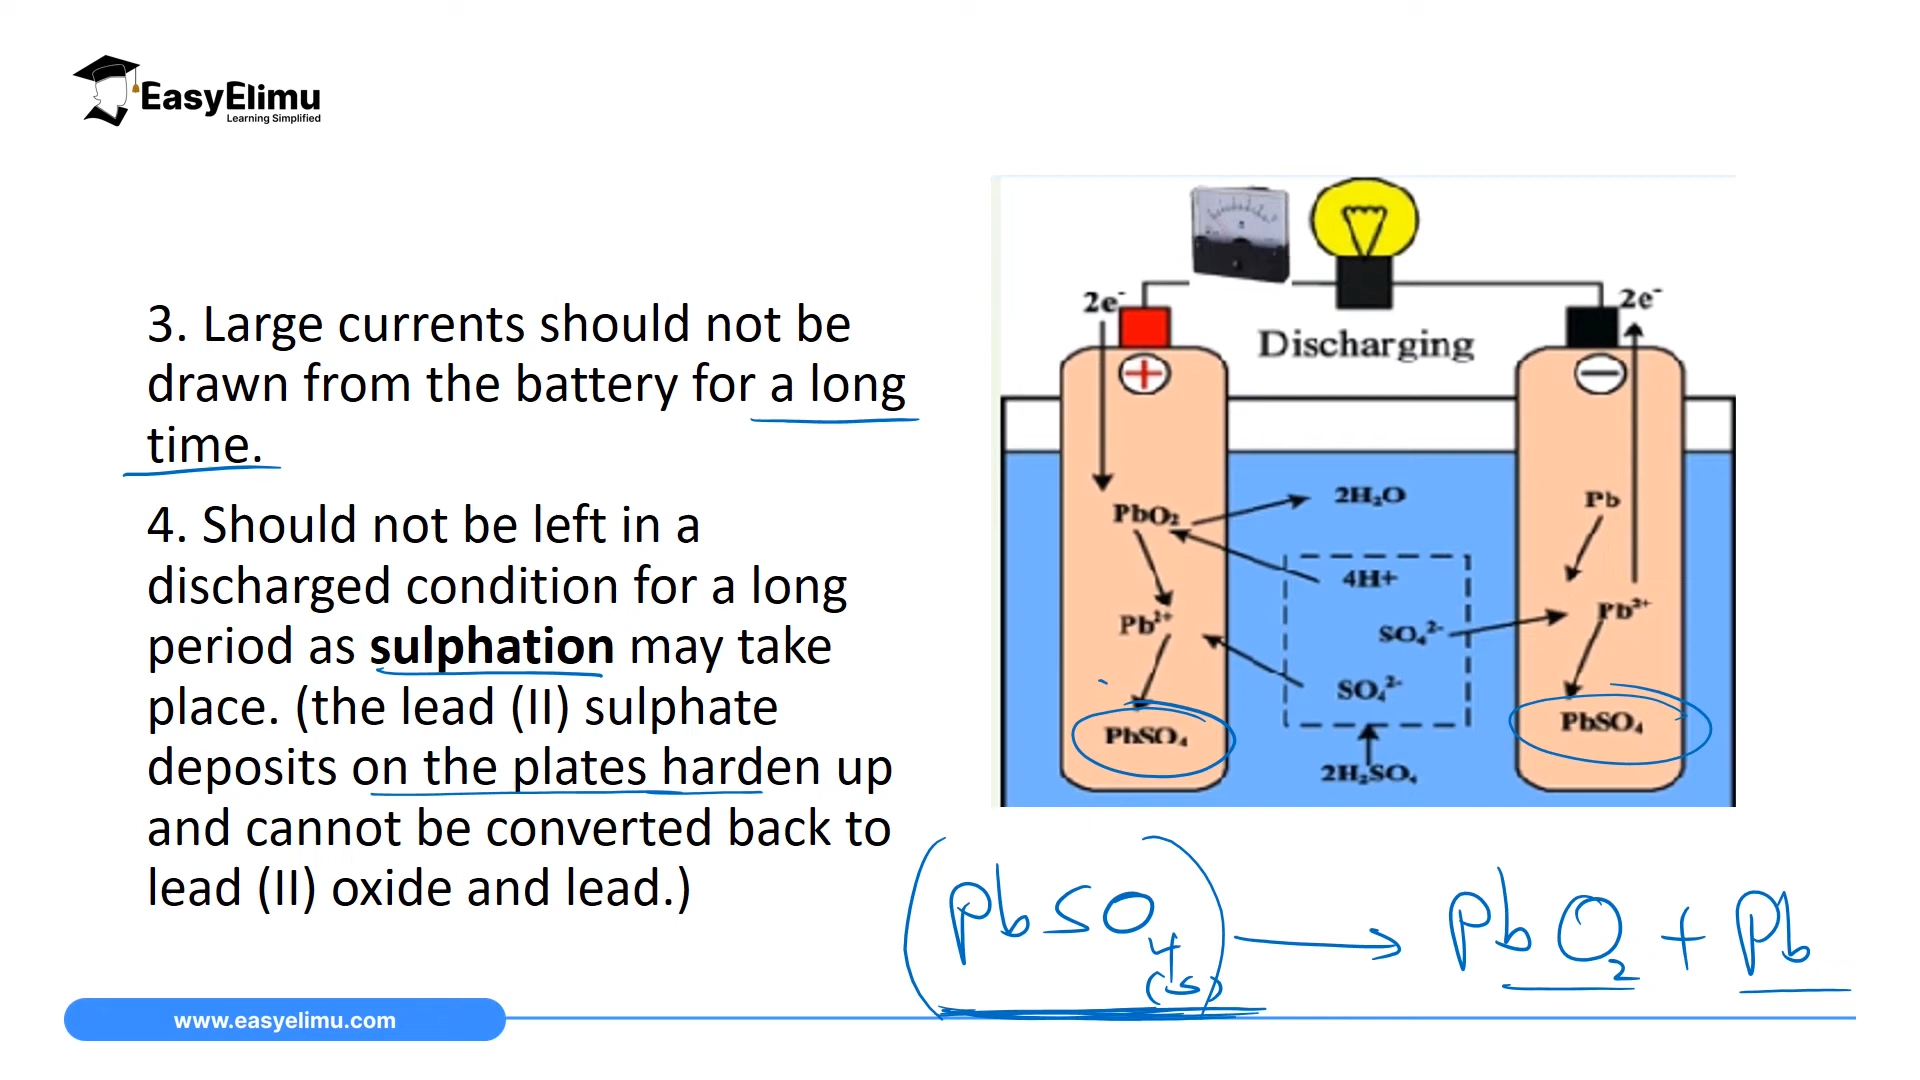 EasyElimu
Learning Simplified
3. Large currents should not be
drawn from the battery for a long
time.
4. Should not be left in a
discharged condition for a long
period as sulphation may take
place. (the lead (II) sulphate
deposits on the plates harden up
and cannot be converted back to
lead (II) oxide and lead.)
2e⁻
2e⁻
Discharging
+
−
PbO₂
2H₂O
Pb
4H+
Pb²⁺
SO₄²⁻
Pb²⁺
SO₄²⁻
PbSO₄
PbSO₄
2H₂SO₄
(PbSO₄(s)) → PbO₂ + Pb
www.easyelimu.com